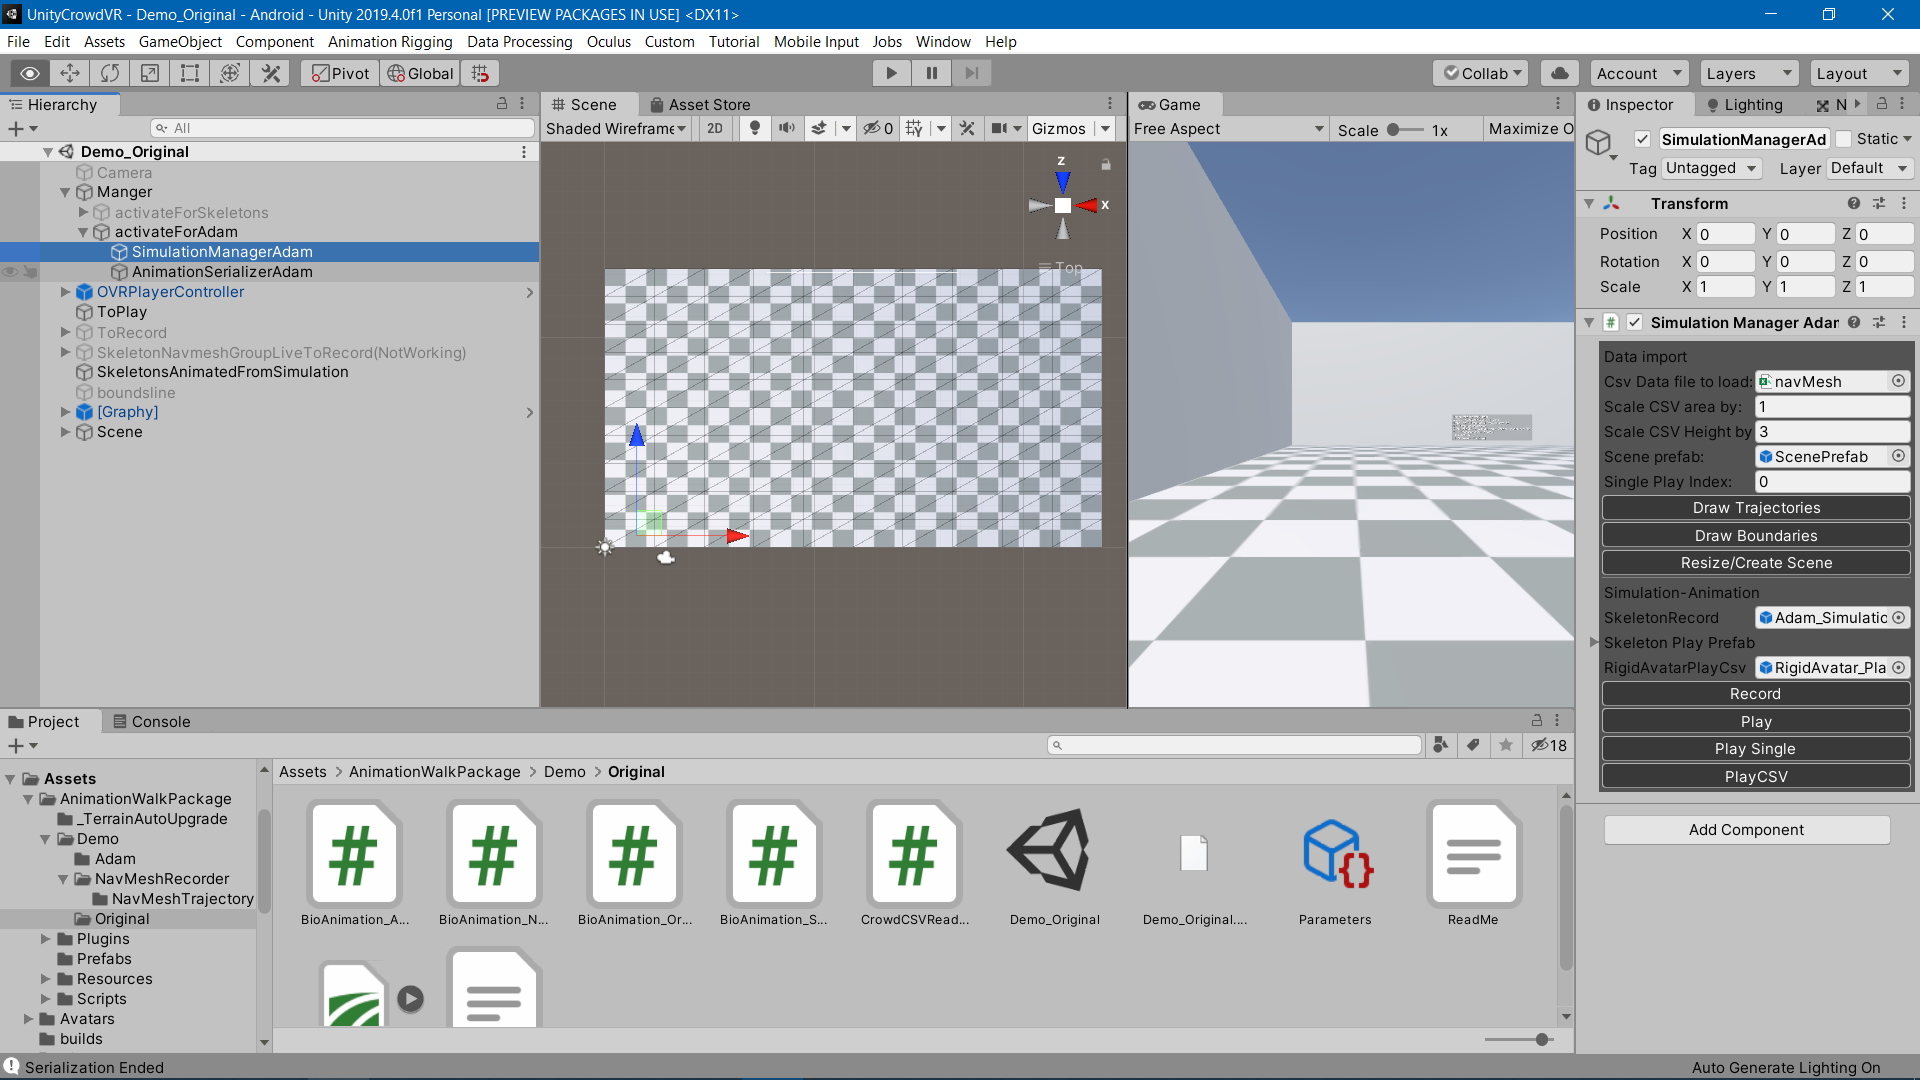 UnityCrowdVR - Demo_Original - Android - Unity 2019.4.0f1 Personal [PREVIEW PACKAGES IN USE] <DX11>
File Edit Assets GameObject Component Animation Rigging Data Processing Oculus Custom Tutorial Mobile Input Jobs Window Help
Pivot Global Collab Account Layers Layout
Hierarchy
All
Demo_Original
Camera
Manger
activateForSkeletons
activateForAdam
SimulationManagerAdam
AnimationSerializerAdam
OVRPlayerController
ToPlay
ToRecord
SkeletonNavmeshGroupLiveToRecord(NotWorking)
SkeletonsAnimatedFromSimulation
boundsline
[Graphy]
Scene
Scene Asset Store
Shaded Wireframe 2D 0 Gizmos
z
x
Top
Game
Free Aspect Scale 1x Maximize O
Inspector Lighting N
SimulationManagerAd Static
Tag Untagged Layer Default
Transform
Position X 0 Y 0 Z 0
Rotation X 0 Y 0 Z 0
Scale X 1 Y 1 Z 1
Simulation Manager Adam
Data import
Csv Data file to load: navMesh
Scale CSV area by: 1
Scale CSV Height by 3
Scene prefab: ScenePrefab
Single Play Index: 0
Draw Trajectories
Draw Boundaries
Resize/Create Scene
Simulation-Animation
SkeletonRecord Adam_Simulatic
Skeleton Play Prefab
RigidAvatarPlayCsv RigidAvatar_Pla
Record
Play
Play Single
PlayCSV
Add Component
Project Console
18
Assets
AnimationWalkPackage
_TerrainAutoUpgrade
Demo
Adam
NavMeshRecorder
NavMeshTrajectory
Original
Plugins
Prefabs
Resources
Scripts
Avatars
builds
Assets > AnimationWalkPackage > Demo > Original
BioAnimation_A... BioAnimation_N... BioAnimation_Or... BioAnimation_S... CrowdCSVRead... Demo_Original Demo_Original.... Parameters ReadMe
Serialization Ended
Auto Generate Lighting On